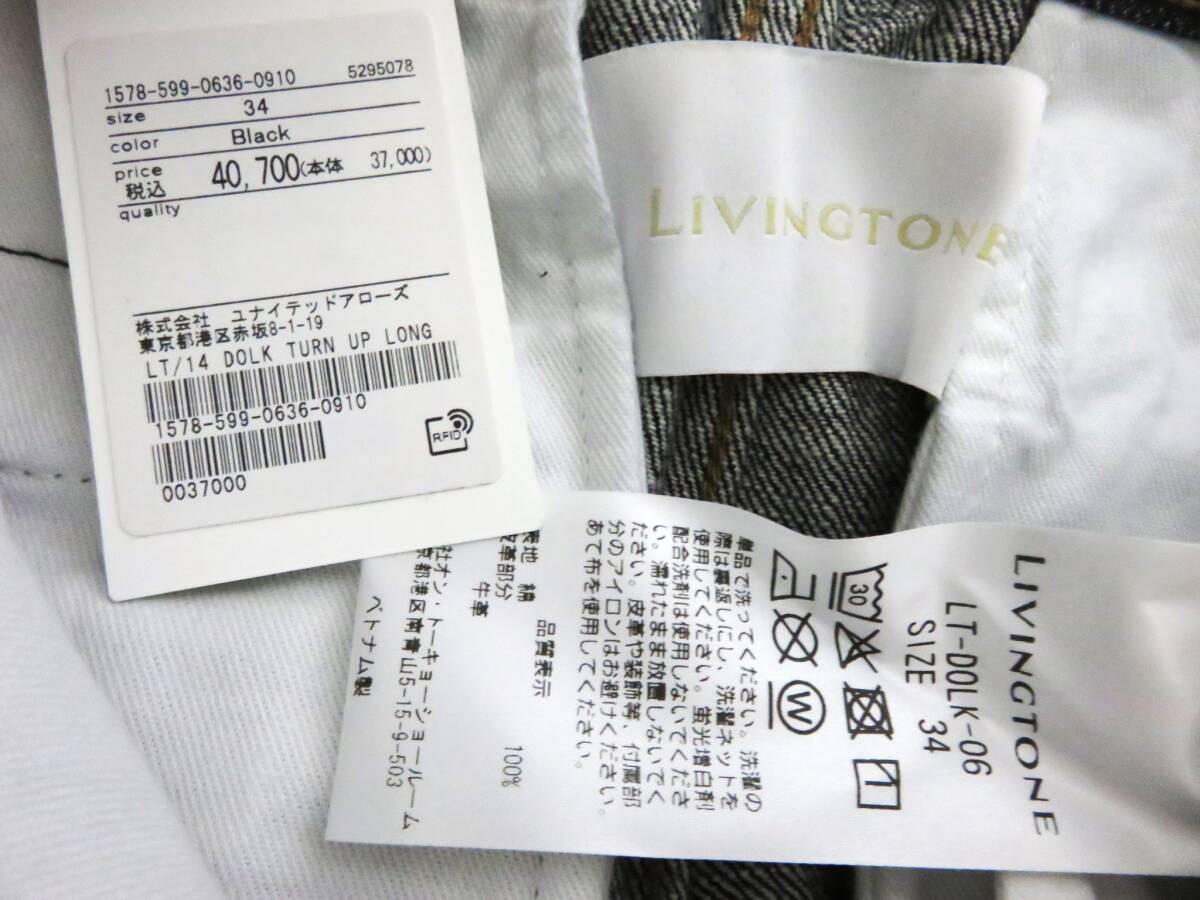 1578-599-0636-0910 5295078
size 34
color Black
price
税込 40,700(本体 37,000)
quality
株式会社 ユナイテッドアローズ
東京都港区赤坂8-1-19
LT/14 DOLK TURN UP LONG
1578-599-0636-0910
RFID
0037000
LIVINGTONE
LIVINGTONE
LT-DOLK-06
SIZE 34
30
W
単品で洗ってください。洗濯の
際は裏返しにし、洗濯ネットを
使用してください。蛍光増白剤
配合洗剤は使用しないでくださ
い。濡れたまま放置しないでく
ださい。皮革や装飾等、付属部
分のアイロンはお避けください。
あて布を使用してください。
品質表示
表地 綿 100%
皮革部分
牛革
社オン・トーキョーショールーム
京都港区南青山5-15-9-503
ベトナム製